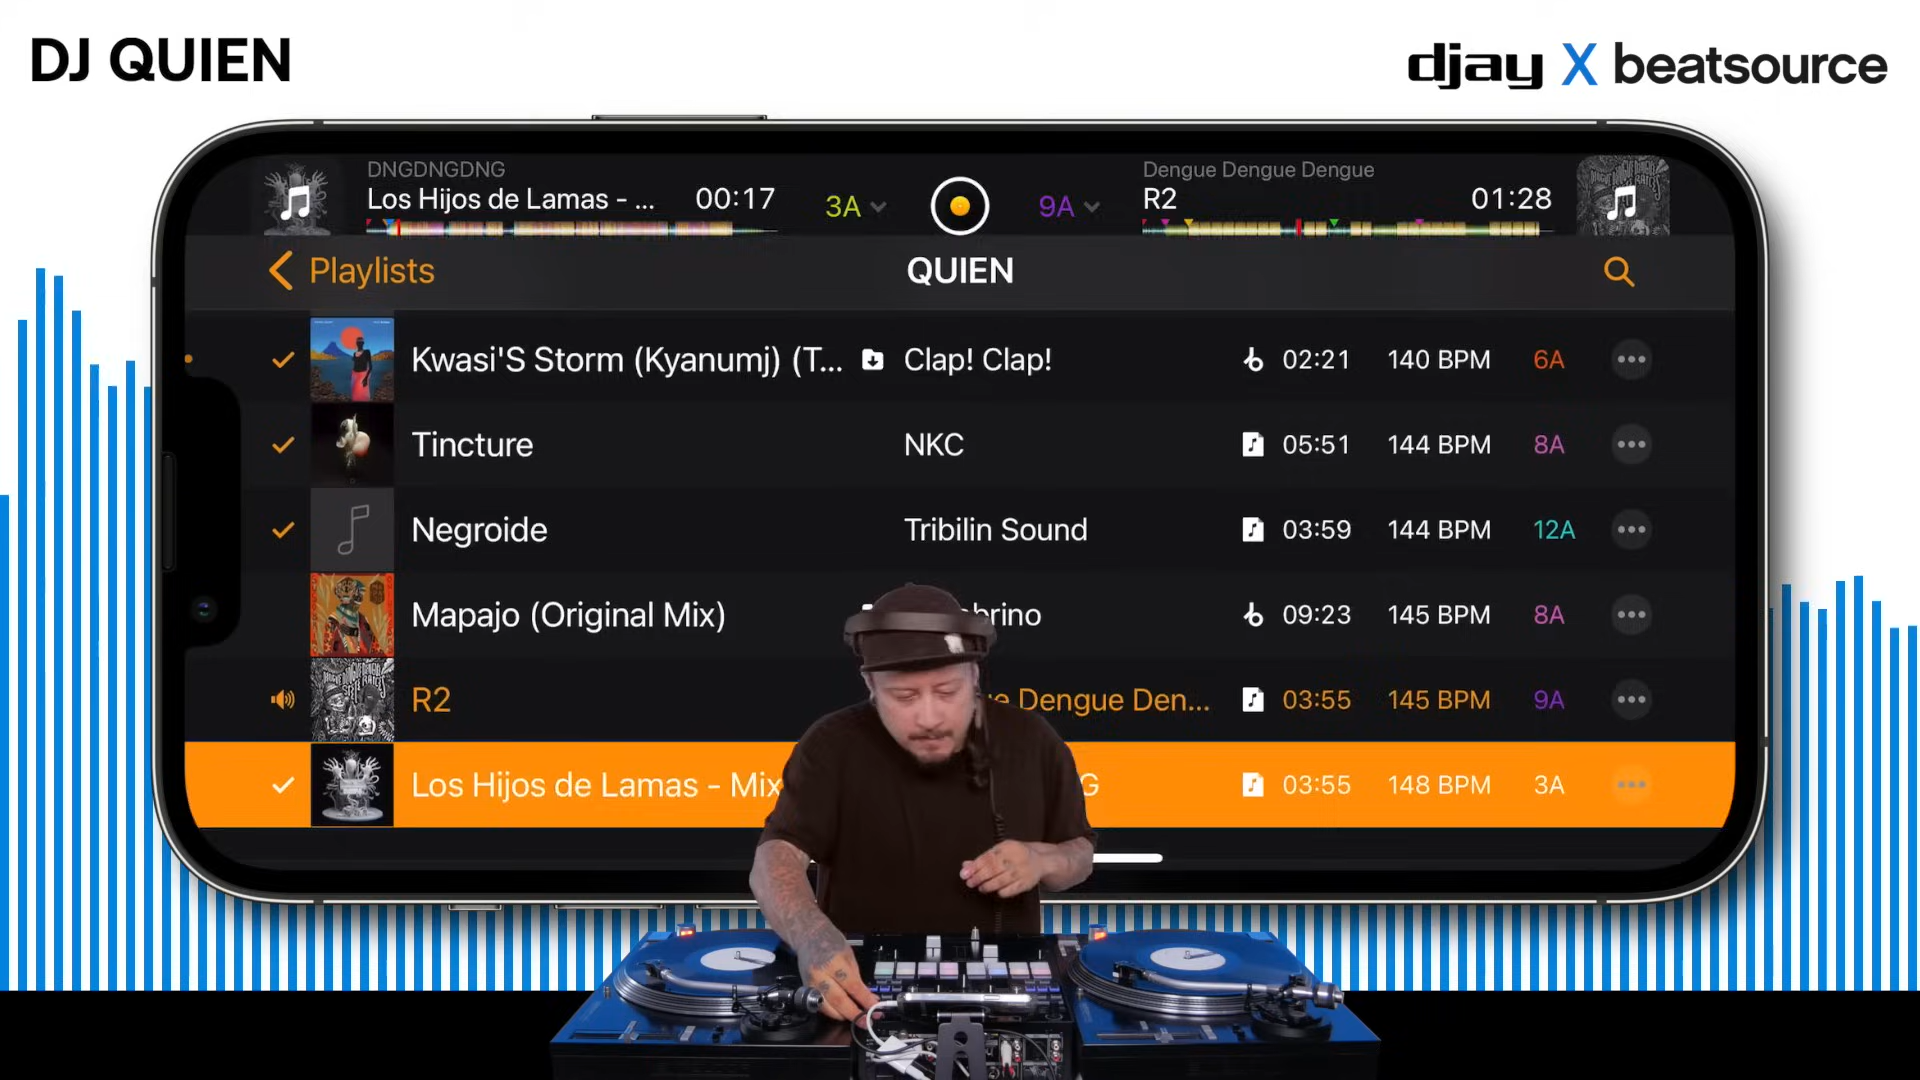 DJ QUIEN
djay X beatsource
DNGDNGDNG
Los Hijos de Lamas - ...
00:17
3A
9A
Dengue Dengue Dengue
R2
01:28
Playlists
QUIEN
Kwasi'S Storm (Kyanumj) (T... Clap! Clap! 02:21 140 BPM 6A
Tincture NKC 05:51 144 BPM 8A
Negroide Tribilin Sound 03:59 144 BPM 12A
Mapajo (Original Mix) brino 09:23 145 BPM 8A
R2 e Dengue Den... 03:55 145 BPM 9A
Los Hijos de Lamas - Mix G 03:55 148 BPM 3A